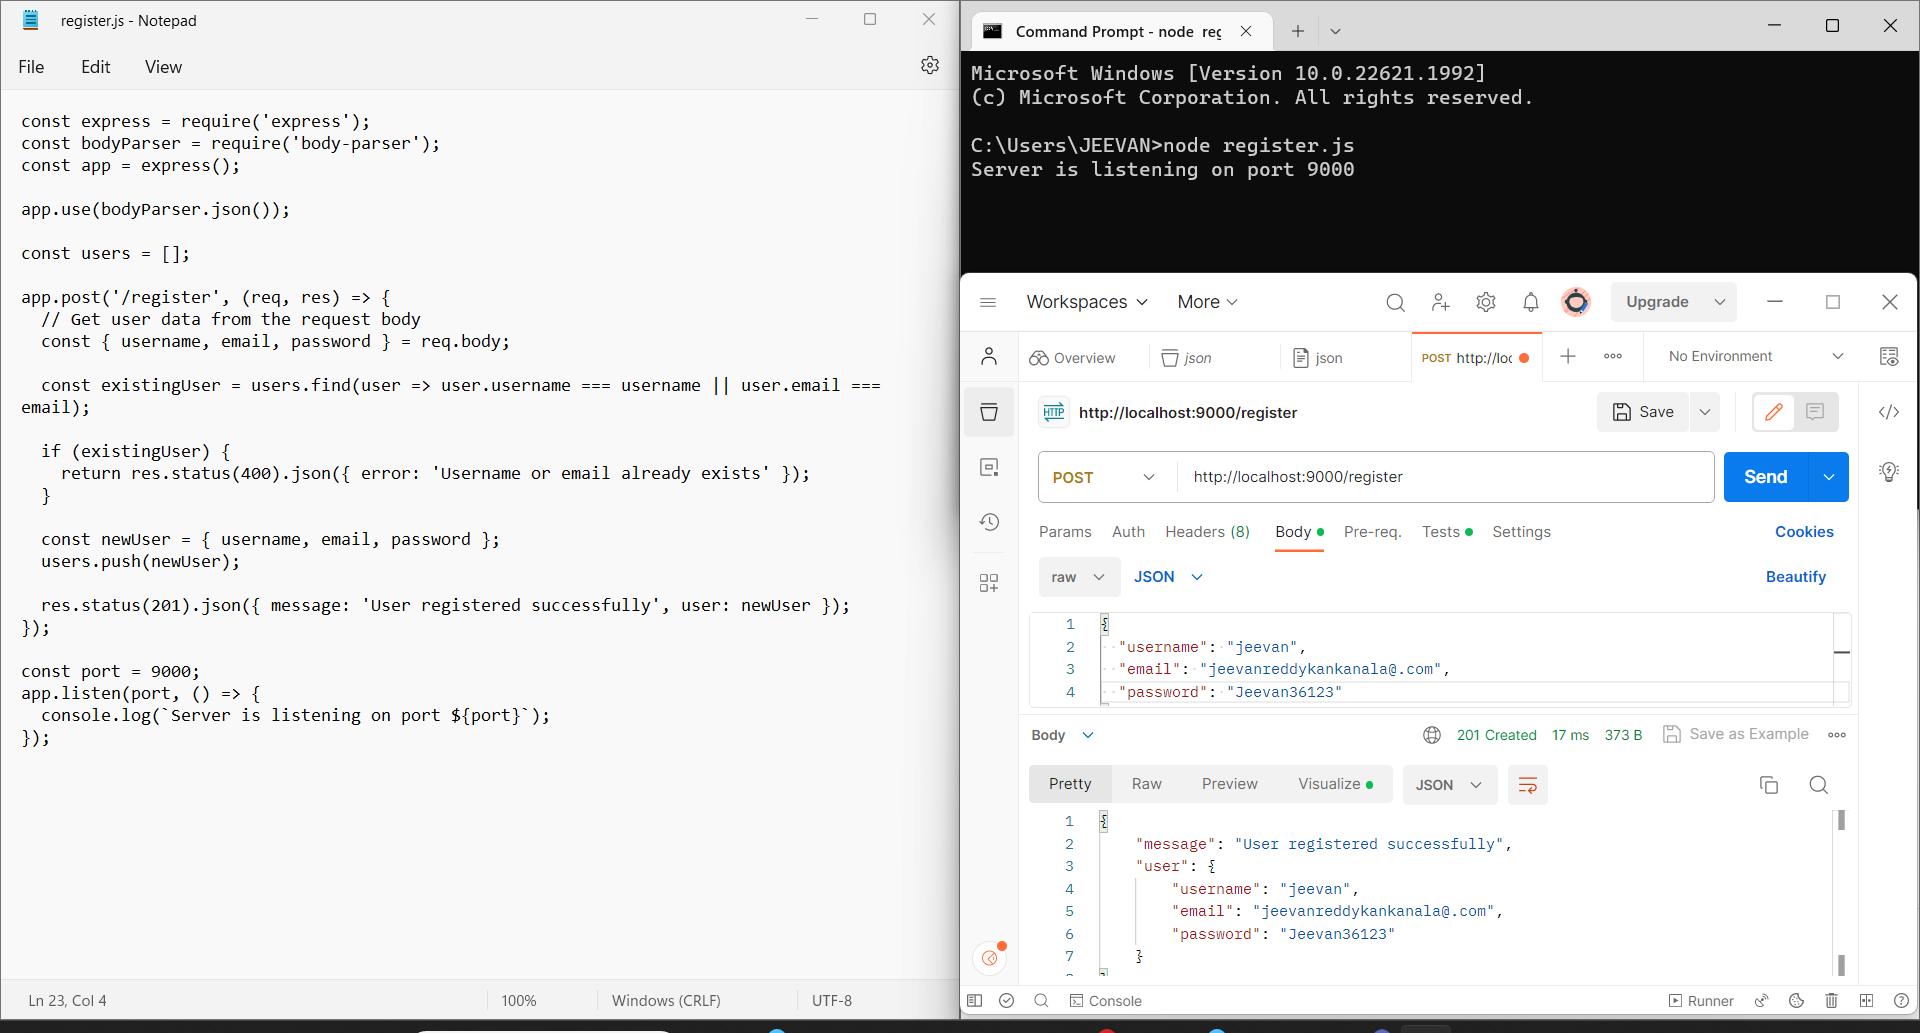 register.js - Notepad
File Edit View
const express = require('express');
const bodyParser = require('body-parser');
const app = express();
app.use(bodyParser.json());
const users = [];
app.post('/register', (req, res) => {
// Get user data from the request body
const { username, email, password } = req.body;
const existingUser = users.find(user => user.username === username || user.email ===
email);
if (existingUser) {
return res.status(400).json({ error: 'Username or email already exists' });
}
const newUser = { username, email, password };
users.push(newUser);
res.status(201).json({ message: 'User registered successfully', user: newUser });
});
const port = 9000;
app.listen(port, () => {
console.log(`Server is listening on port ${port}`);
});
Ln 23, Col 4 100% Windows (CRLF) UTF-8
Command Prompt - node reg
Microsoft Windows [Version 10.0.22621.1992]
(c) Microsoft Corporation. All rights reserved.
C:\Users\JEEVAN>node register.js
Server is listening on port 9000
Workspaces More Upgrade
Overview json json POST http://loc No Environment
HTTP http://localhost:9000/register Save
POST http://localhost:9000/register Send
Params Auth Headers (8) Body Pre-req. Tests Settings Cookies
raw JSON Beautify
1 {
2 "username": "jeevan",
3 "email": "jeevanreddykankanala@.com",
4 "password": "Jeevan36123"
Body 201 Created 17 ms 373 B Save as Example
Pretty Raw Preview Visualize JSON
1 {
2 "message": "User registered successfully",
3 "user": {
4 "username": "jeevan",
5 "email": "jeevanreddykankanala@.com",
6 "password": "Jeevan36123"
7 }
Console Runner